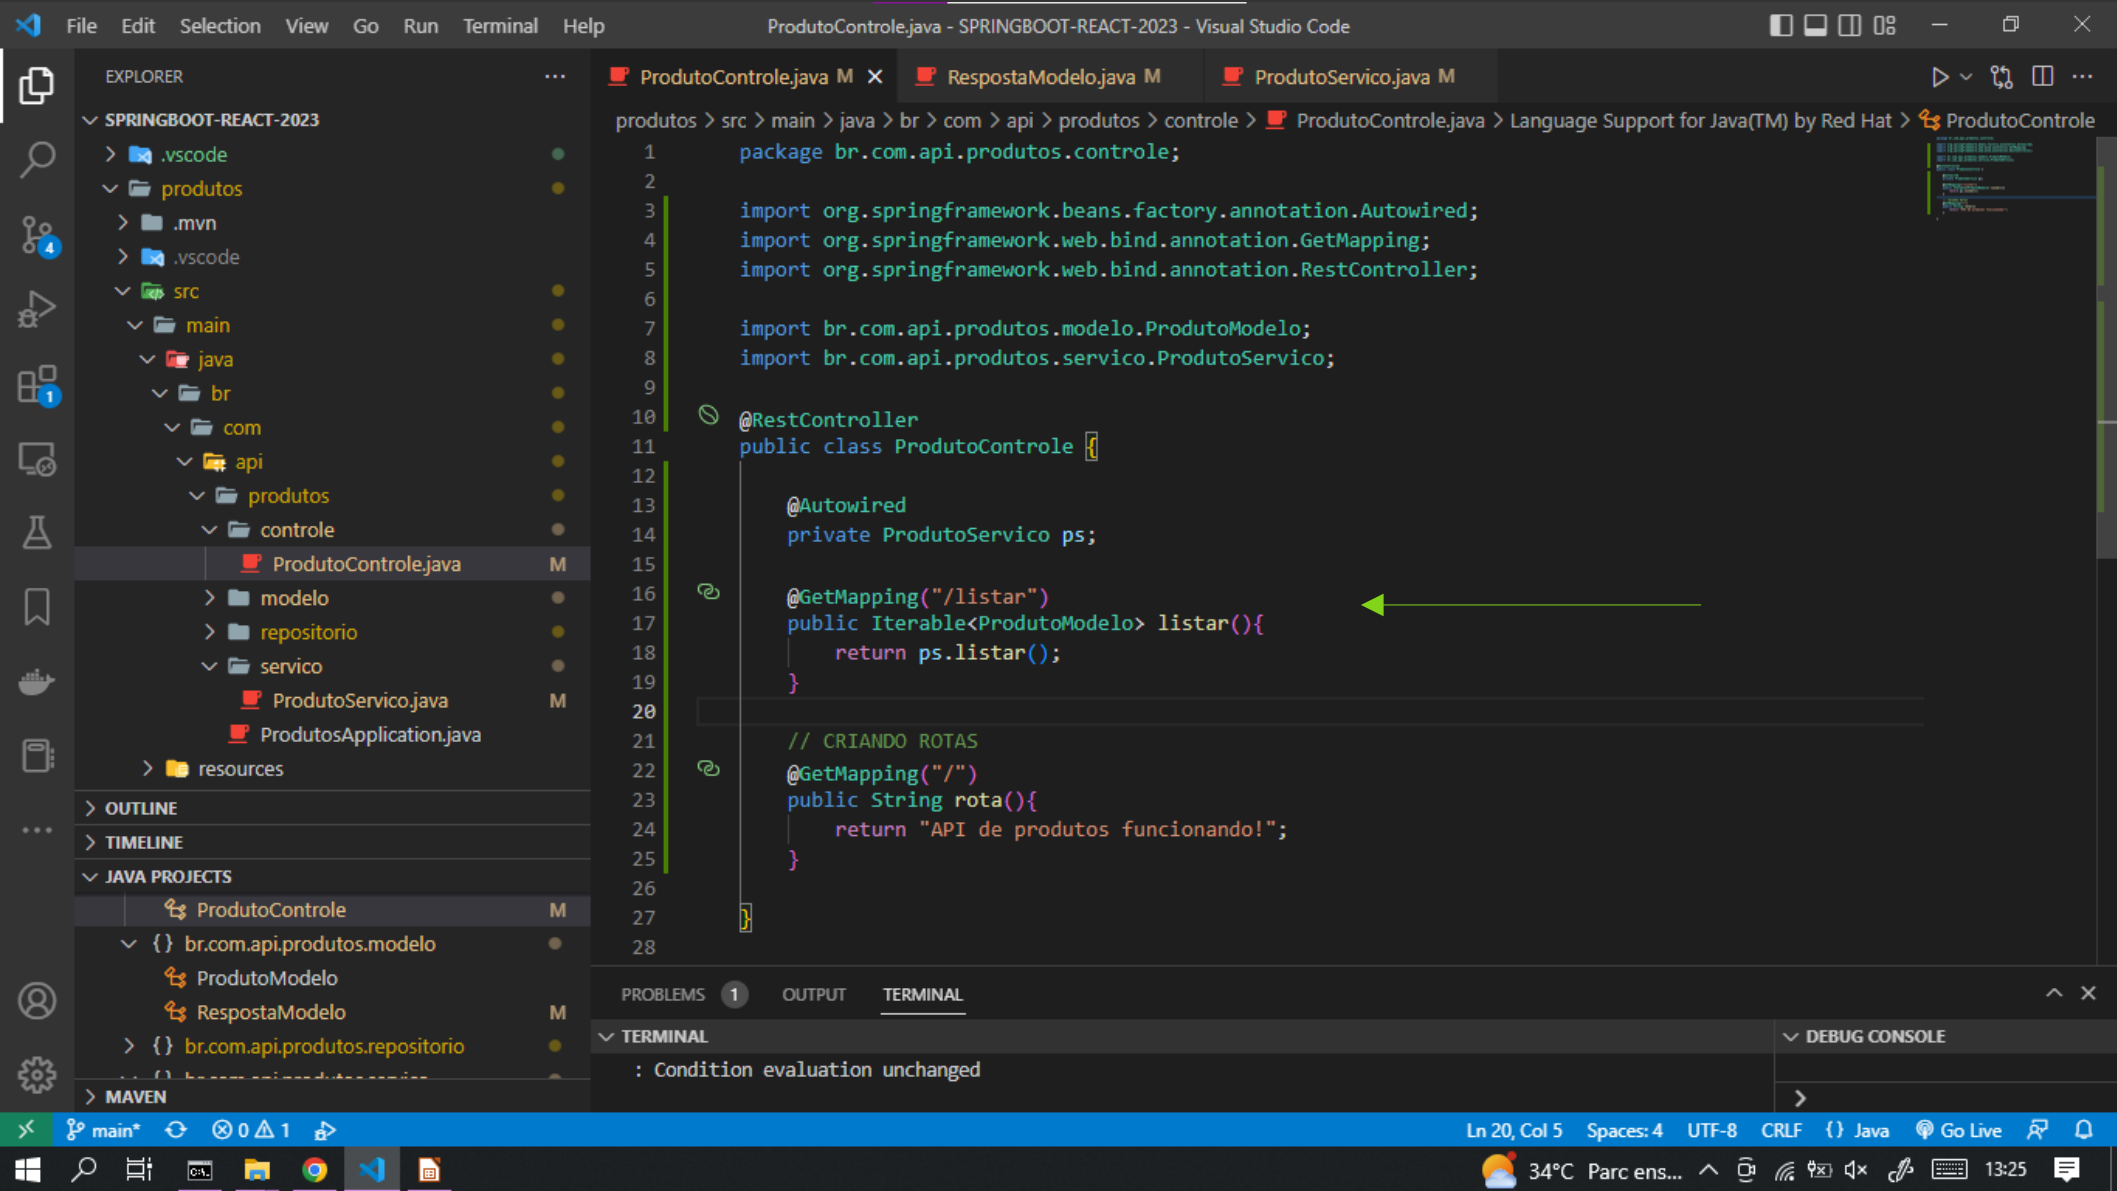 File Edit Selection View Go Run Terminal Help
ProdutoControle.java - SPRINGBOOT-REACT-2023 - Visual Studio Code
EXPLORER
SPRINGBOOT-REACT-2023
.vscode
produtos
.mvn
.vscode
src
main
java
br
com
api
produtos
controle
ProdutoControle.java M
modelo
repositorio
servico
ProdutoServico.java M
ProdutosApplication.java
resources
OUTLINE
TIMELINE
JAVA PROJECTS
ProdutoControle M
{} br.com.api.produtos.modelo
ProdutoModelo
RespostaModelo M
{} br.com.api.produtos.repositorio
MAVEN
4
1
ProdutoControle.java M RespostaModelo.java M ProdutoServico.java M
produtos > src > main > java > br > com > api > produtos > controle > ProdutoControle.java > Language Support for Java(TM) by Red Hat > ProdutoControle
1 package br.com.api.produtos.controle;
2
3 import org.springframework.beans.factory.annotation.Autowired;
4 import org.springframework.web.bind.annotation.GetMapping;
5 import org.springframework.web.bind.annotation.RestController;
6
7 import br.com.api.produtos.modelo.ProdutoModelo;
8 import br.com.api.produtos.servico.ProdutoServico;
9
10 @RestController
11 public class ProdutoControle {
12
13 @Autowired
14 private ProdutoServico ps;
15
16 @GetMapping("/listar")
17 public Iterable<ProdutoModelo> listar(){
18 return ps.listar();
19 }
20
21 // CRIANDO ROTAS
22 @GetMapping("/")
23 public String rota(){
24 return "API de produtos funcionando!";
25 }
26
27 }
28
PROBLEMS 1 OUTPUT TERMINAL
TERMINAL
: Condition evaluation unchanged
DEBUG CONSOLE
main* 0 1
Ln 20, Col 5 Spaces: 4 UTF-8 CRLF {} Java Go Live
34°C Parc ens... 13:25